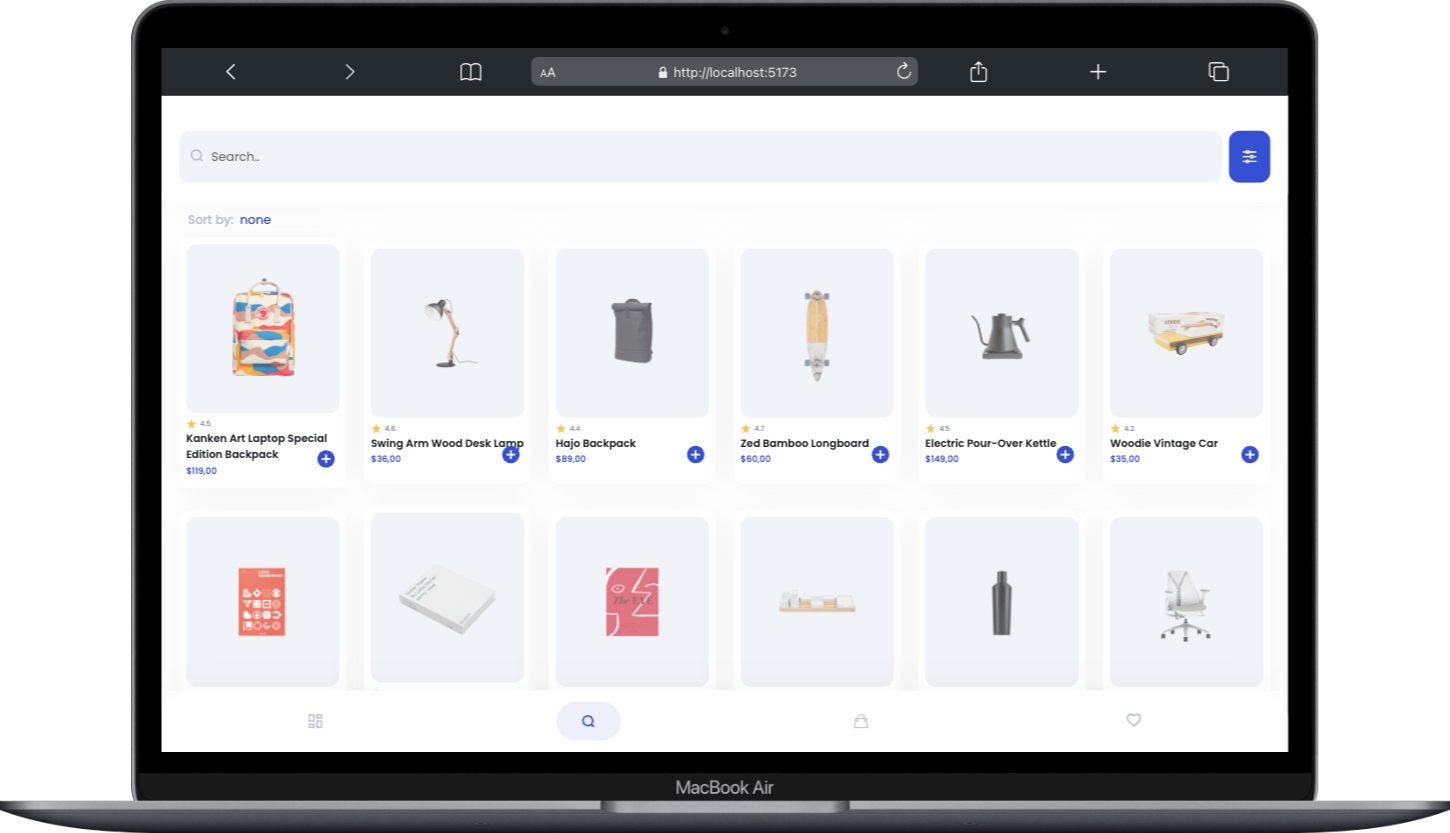 AA
http://localhost:5173
Search..
Sort by: none
4.5
Kanken Art Laptop Special
Edition Backpack
$119,00
4.6
Swing Arm Wood Desk Lamp
$36,00
4.4
Hajo Backpack
$89,00
4.7
Zed Bamboo Longboard
$60,00
4.5
Electric Pour-Over Kettle
$149,00
4.2
Woodie Vintage Car
$35,00
The EYE
MacBook Air